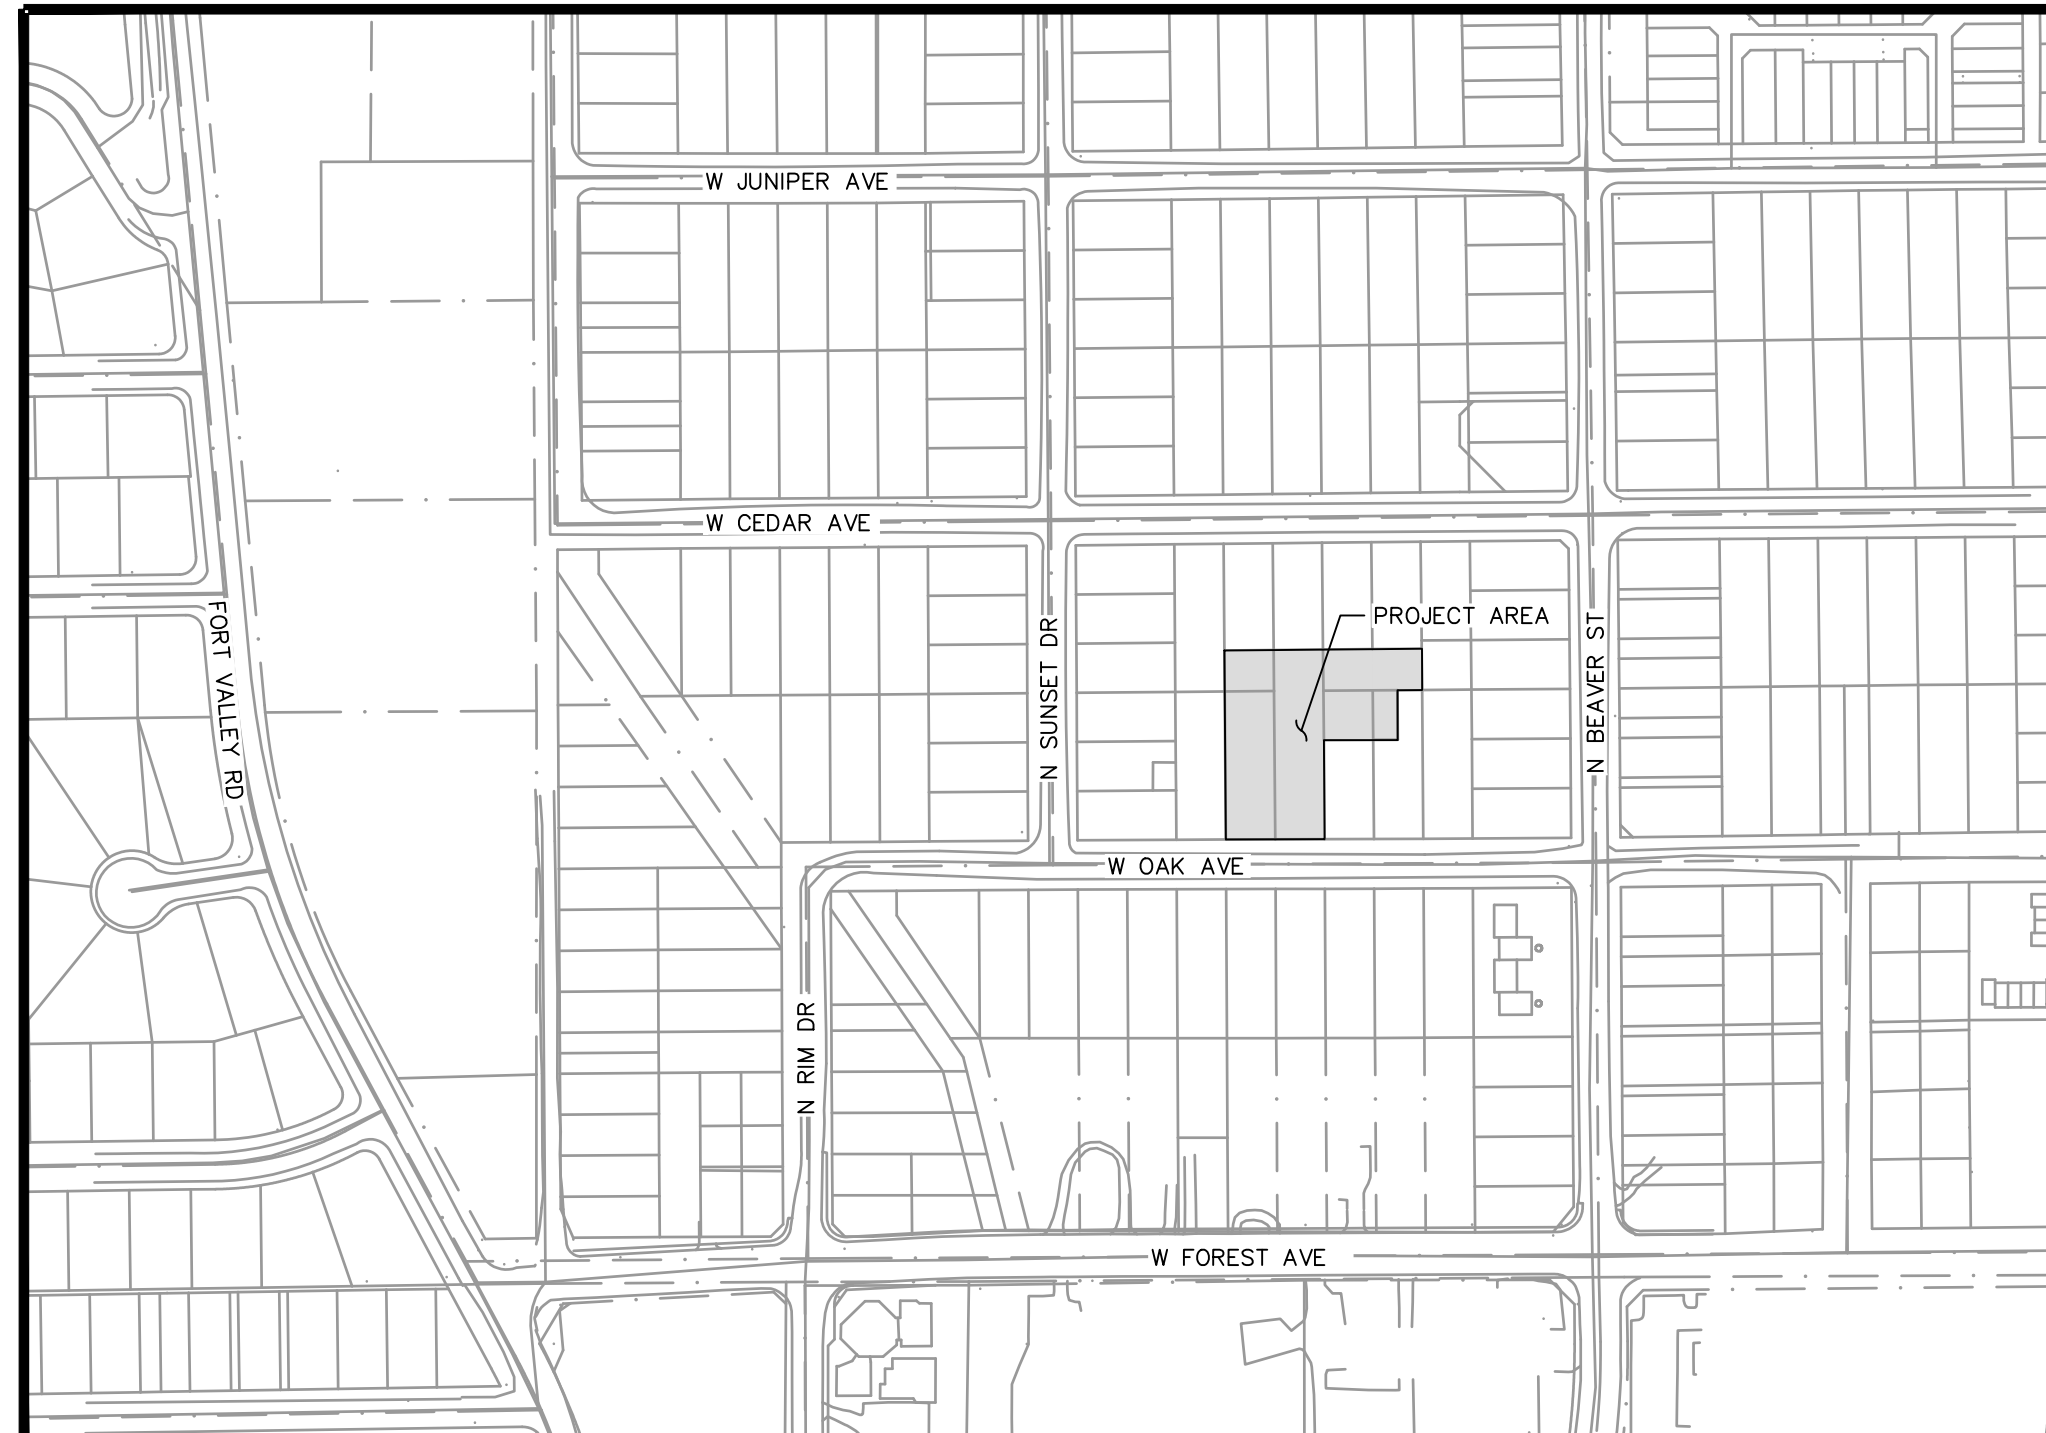 W JUNIPER AVE
W CEDAR AVE
FORT VALLEY RD
N SUNSET DR
PROJECT AREA
N BEAVER ST
W OAK AVE
N RIM DR
W FOREST AVE